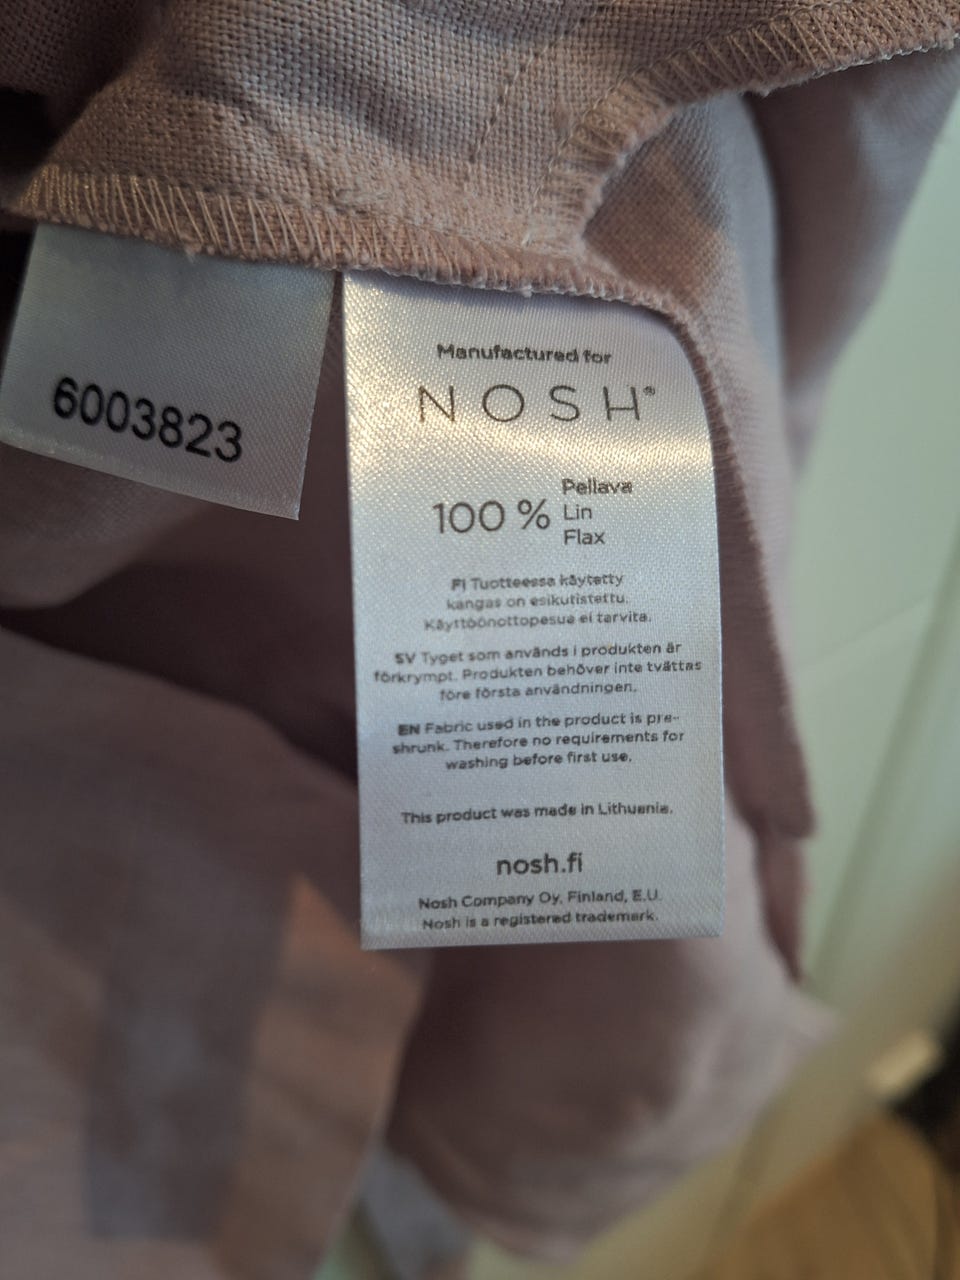 6003823
Manufactured for
NOSH®
100 % Pellava
Lin
Flax
FI Tuotteessa käytetty
kangas on esikutistettu.
Käyttöönottopesua ei tarvita.
SV Tyget som används i produkten är
förkrympt. Produkten behöver inte tvättas
före första användningen.
EN Fabric used in the product is pre-
shrunk. Therefore no requirements for
washing before first use.
This product was made in Lithuania.
nosh.fi
Nosh Company Oy, Finland, E.U.
Nosh is a registered trademark.